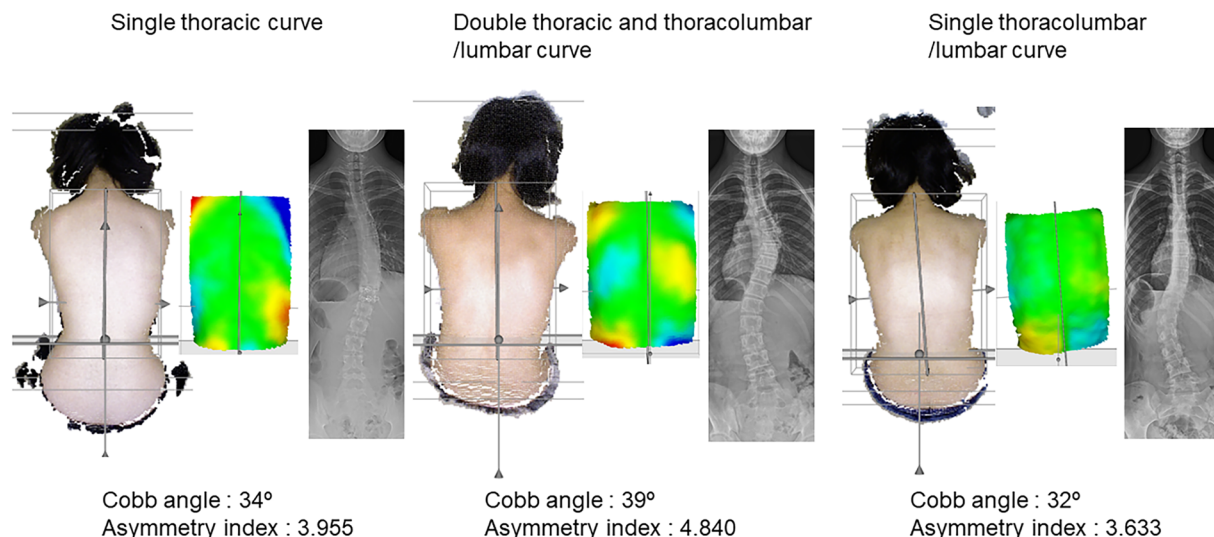 Single thoracic curve
Double thoracic and thoracolumbar
/lumbar curve
Single thoracolumbar
/lumbar curve
Cobb angle : 34º
Asymmetry index : 3.955
Cobb angle : 39º
Asymmetry index : 4.840
Cobb angle : 32º
Asymmetry index : 3.633